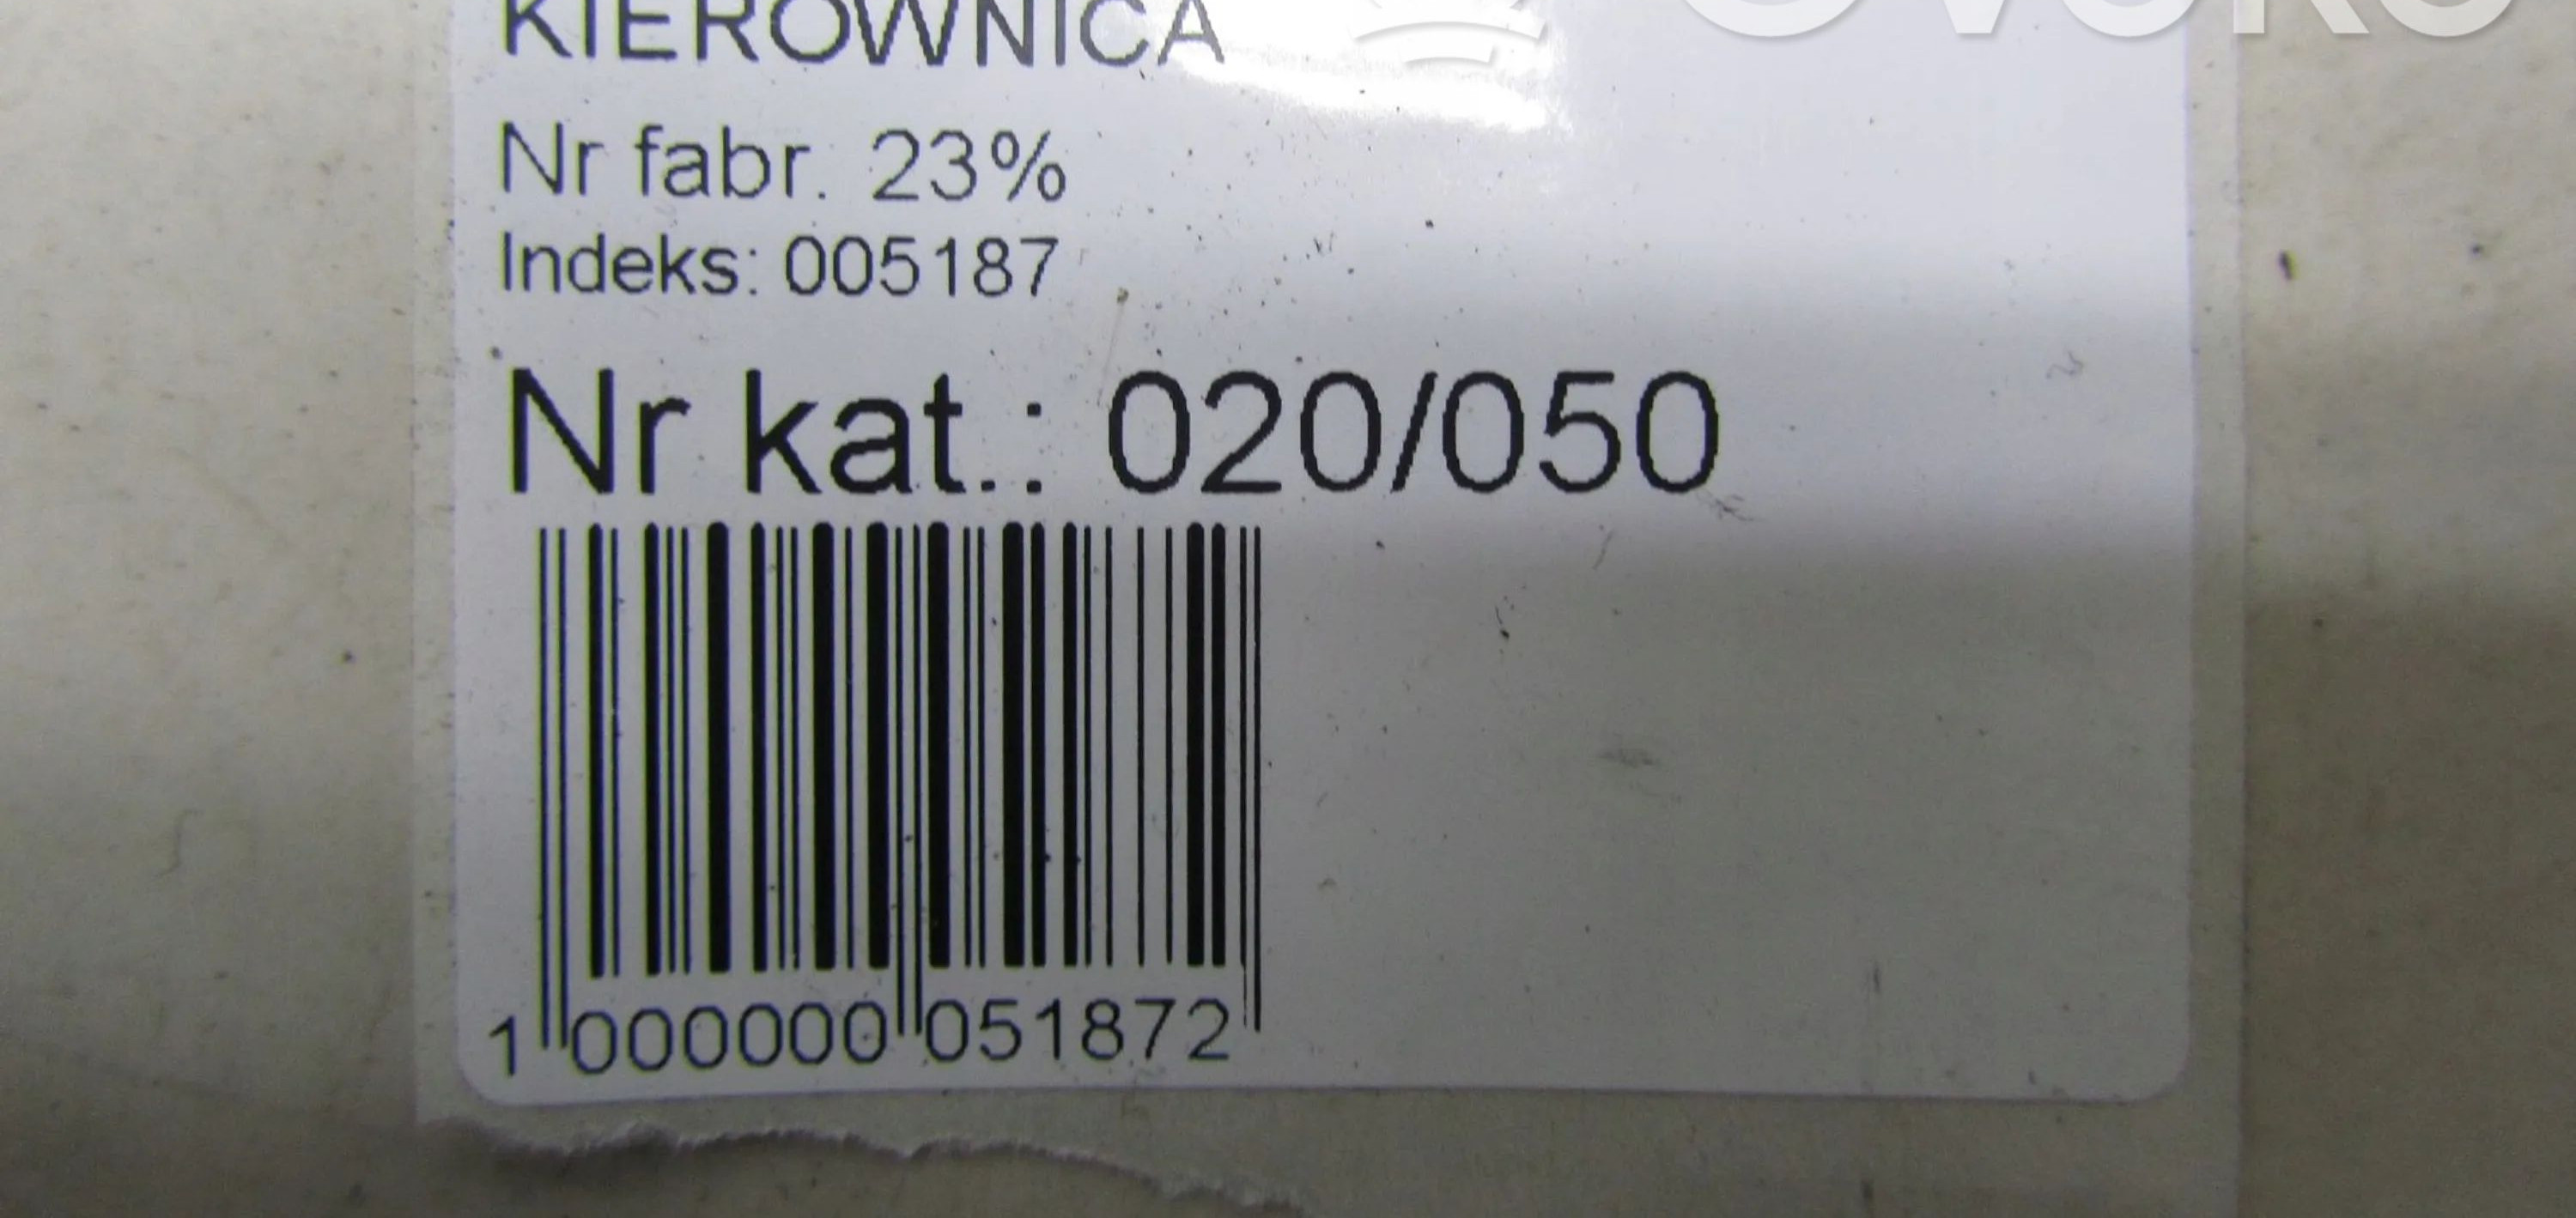 KIEROWNICA
Nr fabr. 23%
Indeks: 005187
Nr kat.: 020/050
1 000000 051872